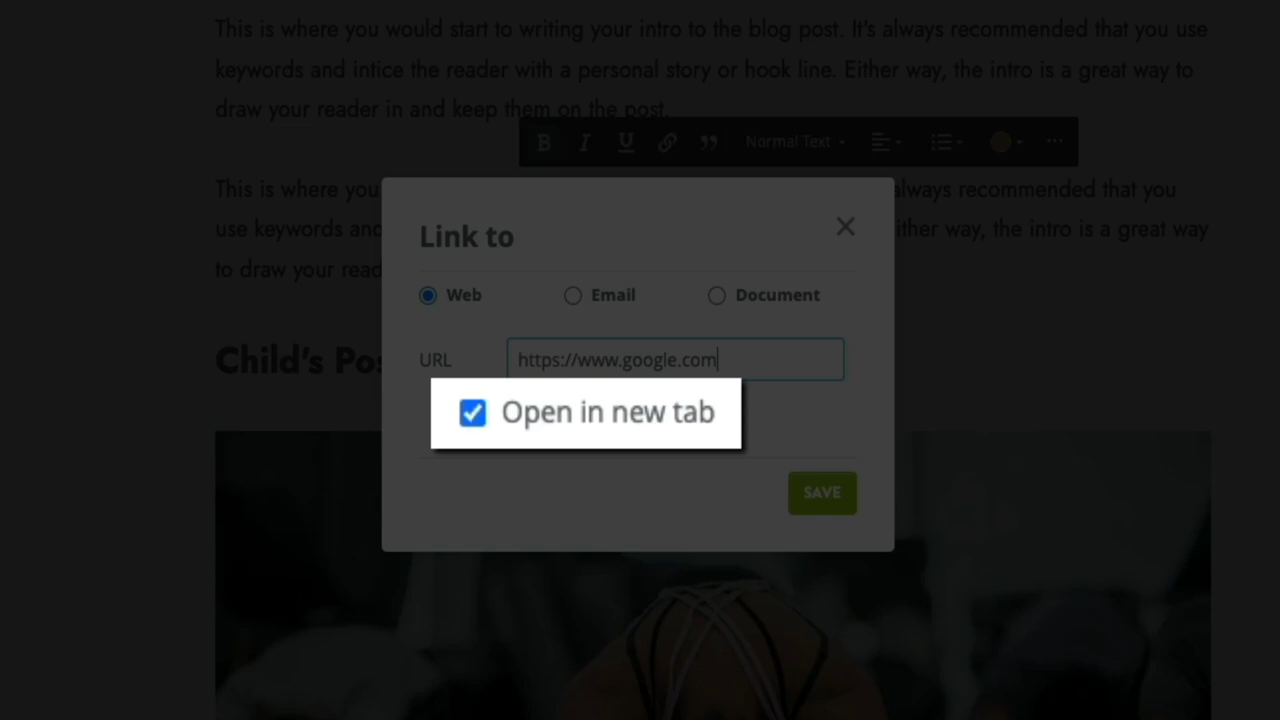 This is where you would start to writing your intro to the blog post. It's always recommended that you use
keywords and intice the reader with a personal story or hook line. Either way, the intro is a great way to
draw your reader in and keep them on the post.
B I U Normal Text
This is where you always recommended that you
use keywords and ither way, the intro is a great way
to draw your read
Link to
Web Email Document
URL https://www.google.com
Child's Pos
Open in new tab
SAVE